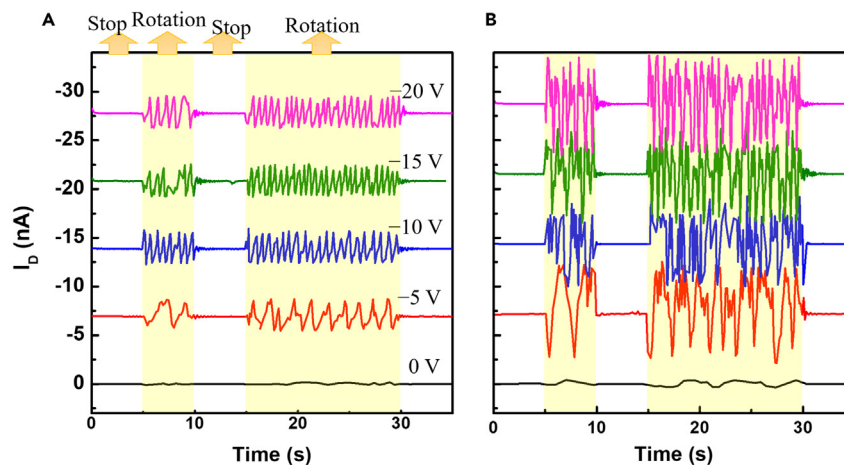 A
Stop
Rotation
Stop
Rotation
B
I_D (nA)
-30
-25
-20
-15
-10
-5
0
−20 V
−15 V
−10 V
−5 V
0 V
0 10 20 30
Time (s)
0 10 20 30
Time (s)